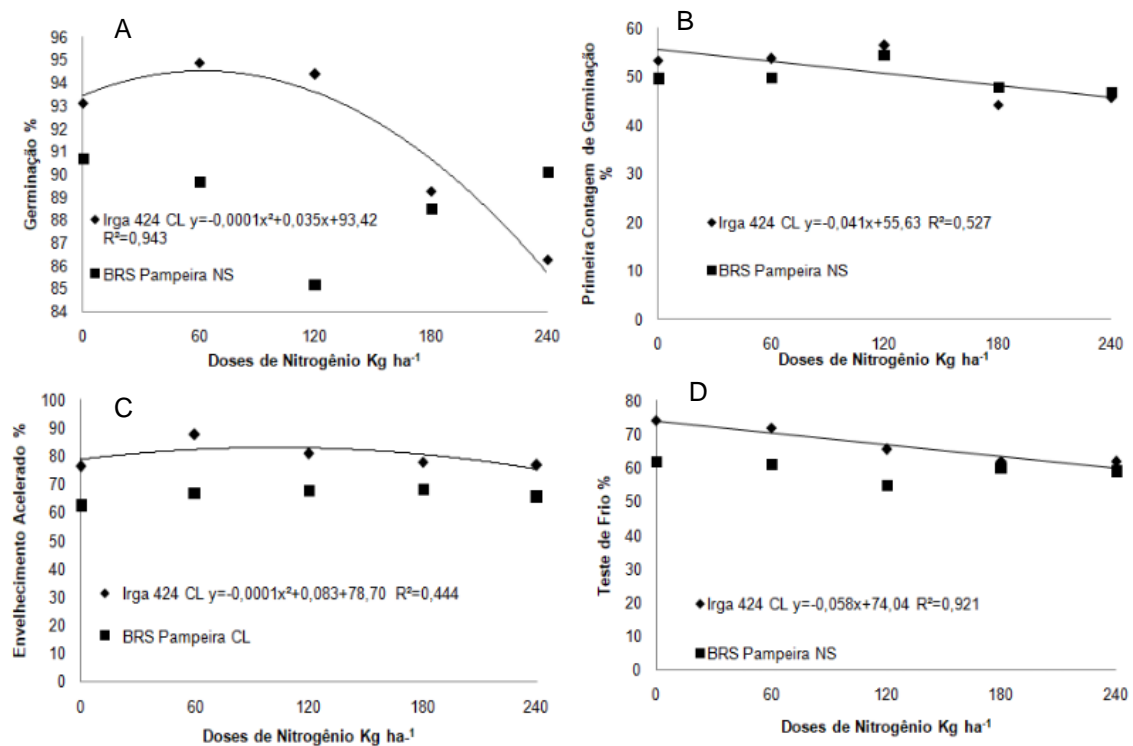 A
96
95
94
93
92
91
90
89
88
87
86
85
84
Germinação %
Irga 424 CL y=-0,0001x²+0,035x+93,42
R²=0,943
BRS Pampeira NS
0 60 120 180 240
Doses de Nitrogênio Kg ha⁻¹
B
60
50
40
30
20
10
0
Primeira Contagem de Germinação
%
Irga 424 CL y=-0,041x+55,63 R²=0,527
BRS Pampeira NS
0 60 120 180 240
Doses de Nitrogênio Kg ha⁻¹
C
100
90
80
70
60
50
40
30
20
10
0
Envelhecimento Acelerado %
Irga 424 CL y=-0,0001x²+0,083+78,70 R²=0,444
BRS Pampeira CL
0 60 120 180 240
Doses de Nitrogênio Kg ha-¹
D
80
70
60
50
40
30
20
10
0
Teste de Frio %
Irga 424 CL y=-0,058x+74,04 R²=0,921
BRS Pampeira NS
0 60 120 180 240
Doses de Nitrogênio Kg ha⁻¹